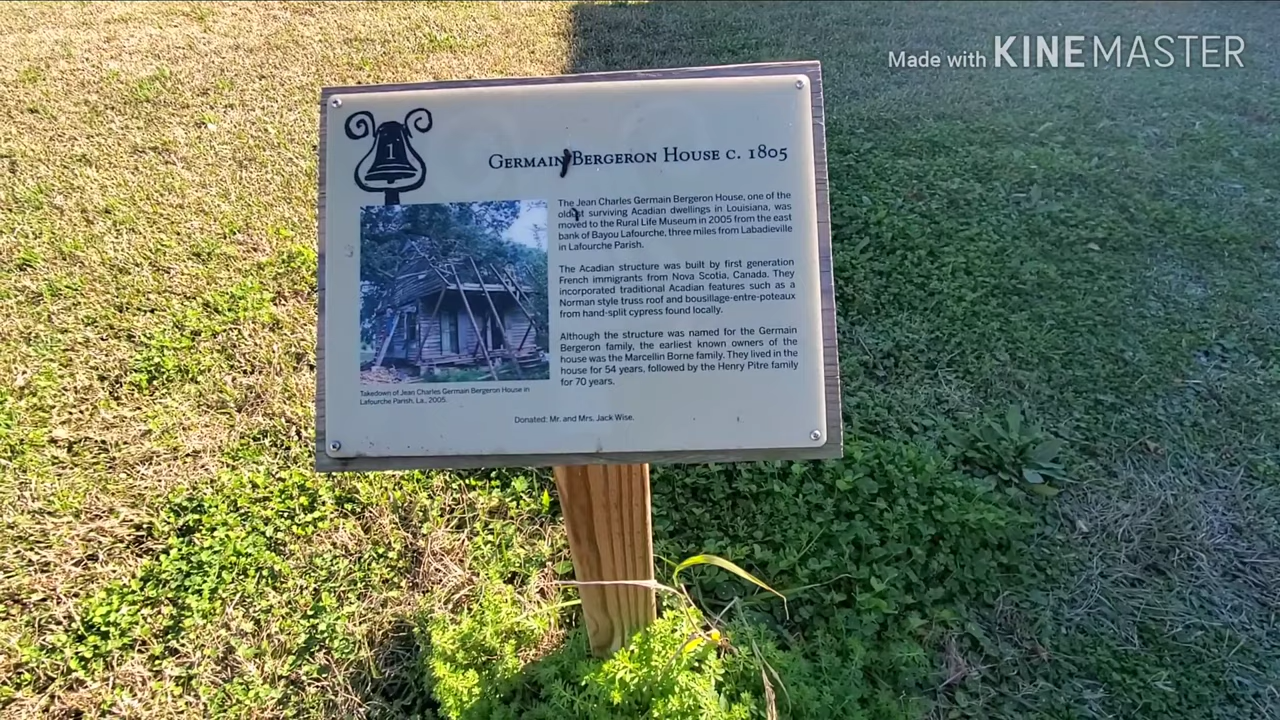 Made with KINEMASTER
1
GERMAIN BERGERON HOUSE C. 1805
The Jean Charles Germain Bergeron House, one of the
oldest surviving Acadian dwellings in Louisiana, was
moved to the Rural Life Museum in 2005 from the east
bank of Bayou Lafourche, three miles from Labadieville
in Lafourche Parish.
The Acadian structure was built by first generation
French immigrants from Nova Scotia, Canada. They
incorporated traditional Acadian features such as a
Norman style truss roof and bousillage-entre-poteaux
from hand-split cypress found locally.
Although the structure was named for the Germain
Bergeron family, the earliest known owners of the
house was the Marcellin Borne family. They lived in the
house for 54 years, followed by the Henry Pitre family
for 70 years.
Takedown of Jean Charles Germain Bergeron House in
Lafourche Parish, La., 2005.
Donated: Mr. and Mrs. Jack Wise.